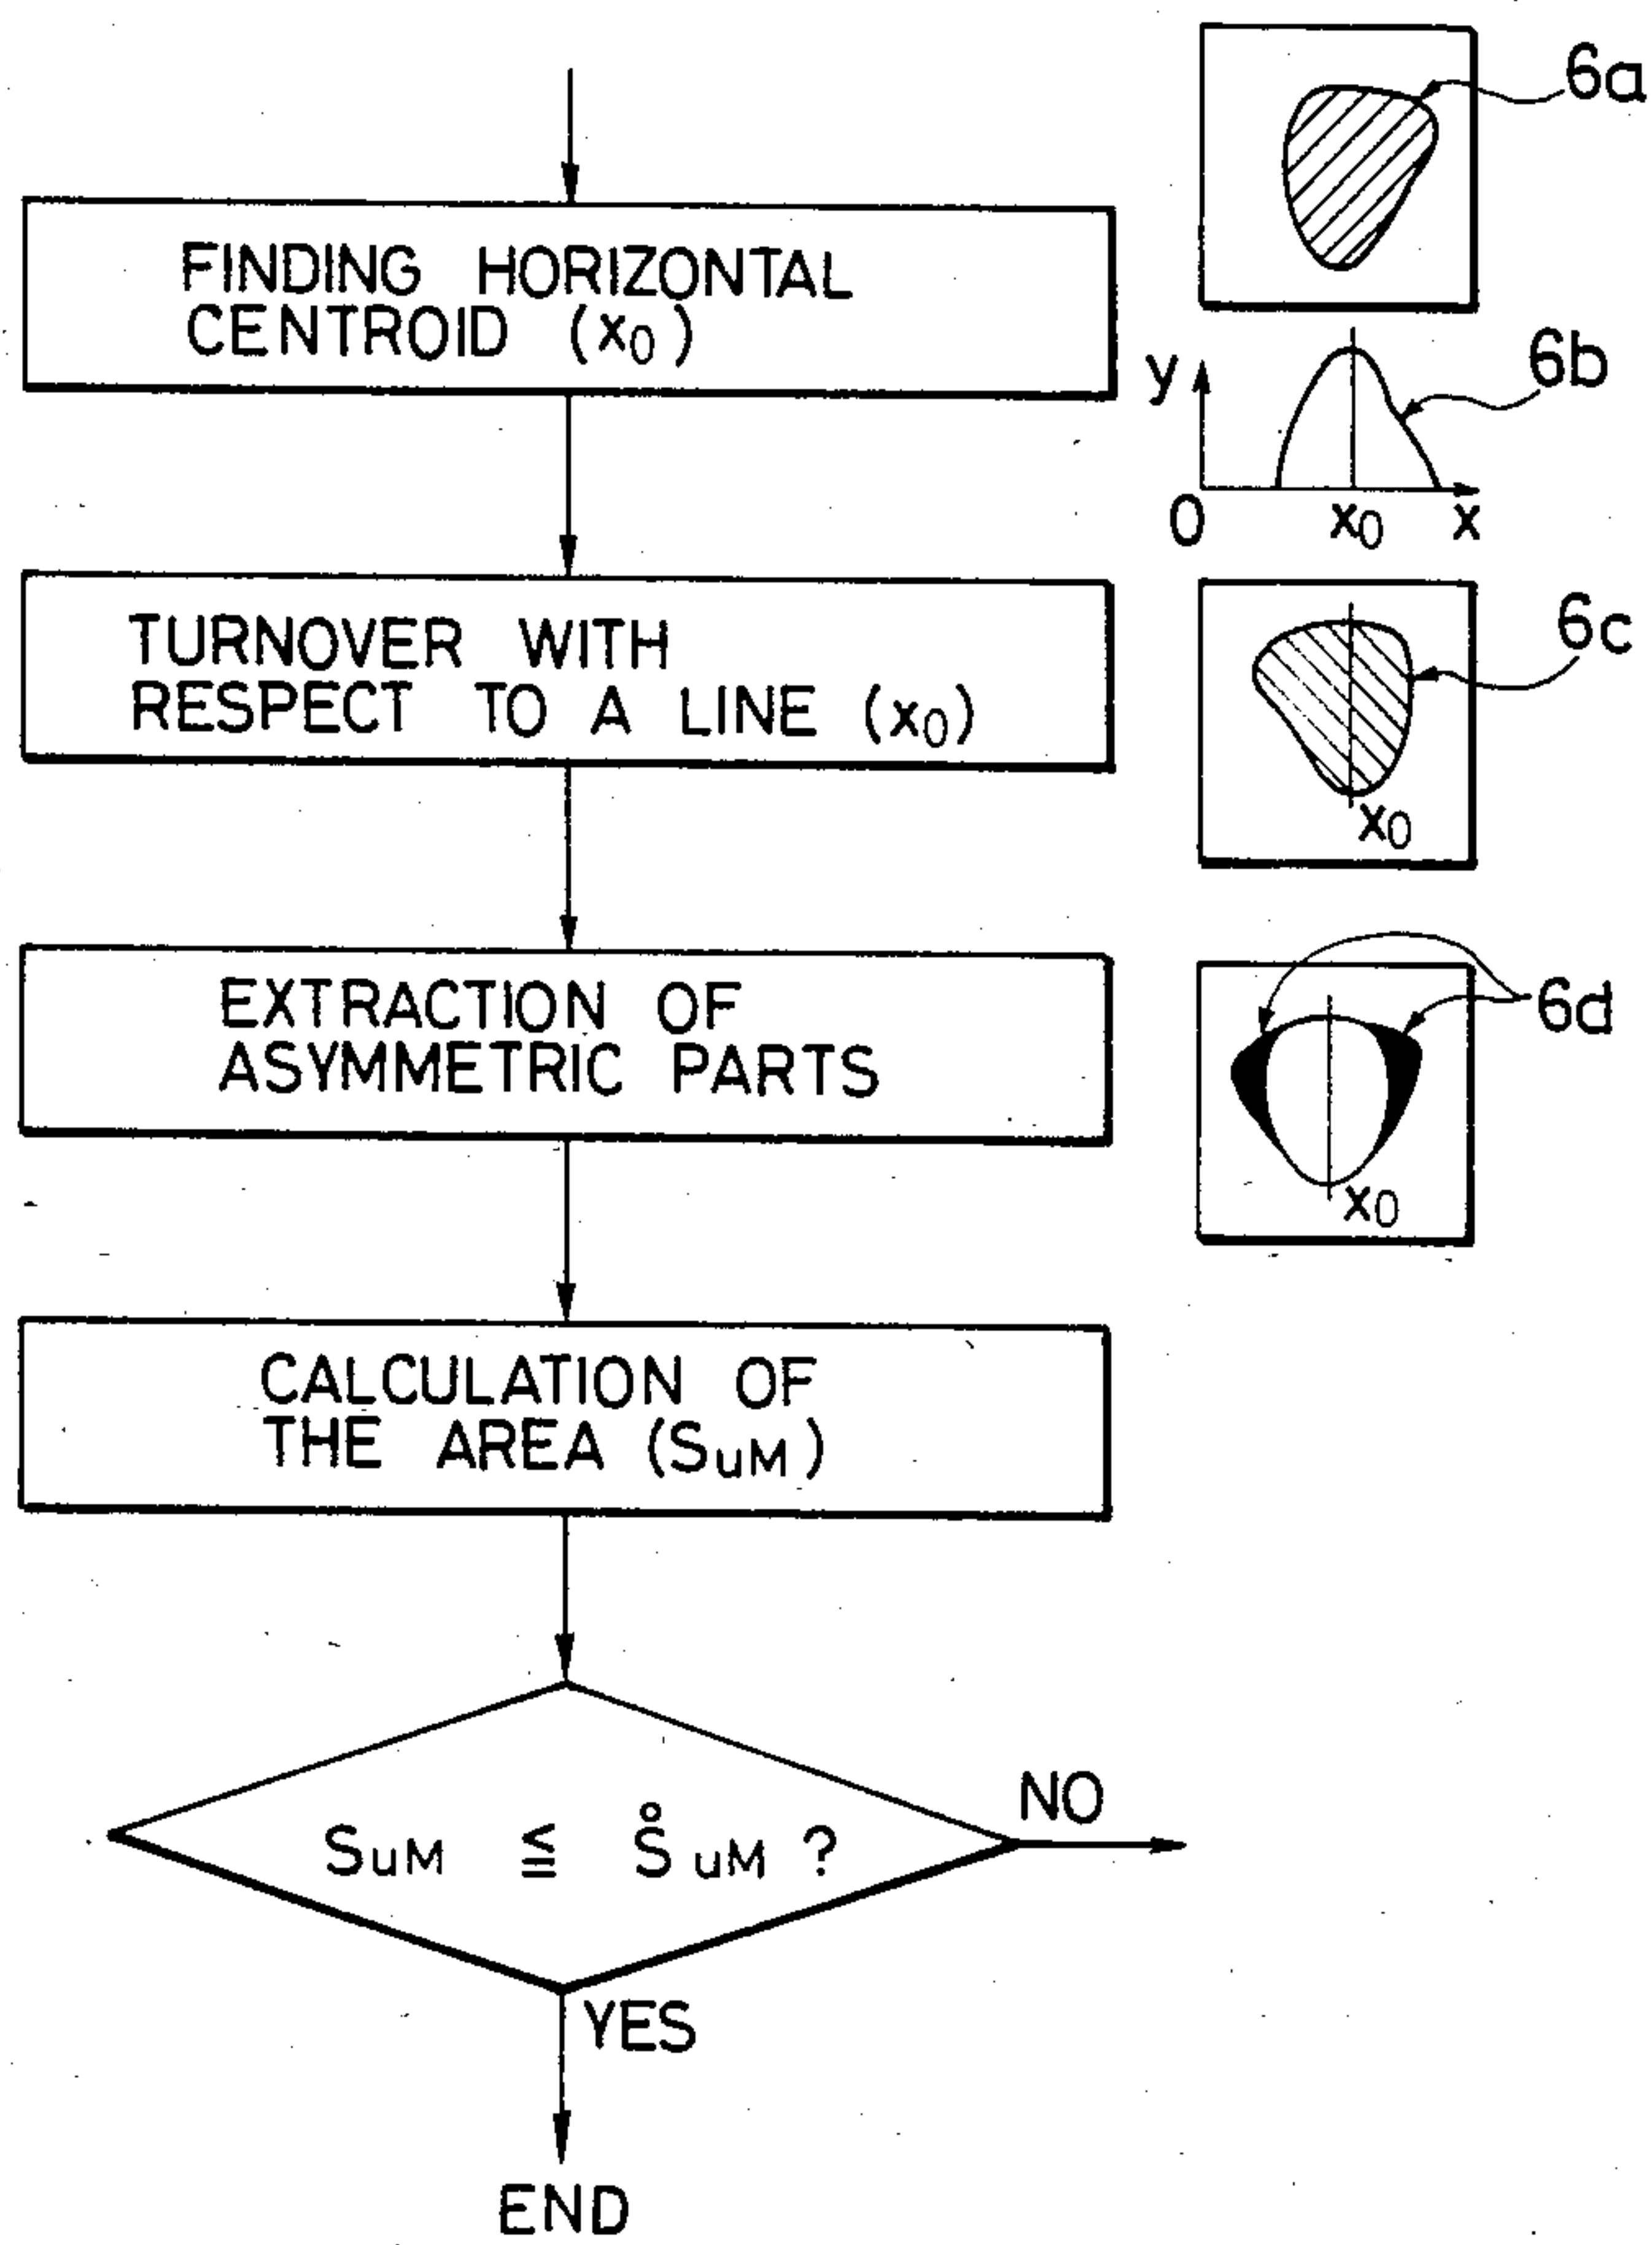 FINDING HORIZONTAL
CENTROID (x0)
6a
y
6b
0
x0
x
TURNOVER WITH
RESPECT TO A LINE (x0)
6c
x0
EXTRACTION OF
ASYMMETRIC PARTS
6d
x0
CALCULATION OF
THE AREA (SuM)
SuM ≦ S̊uM ?
NO
YES
END